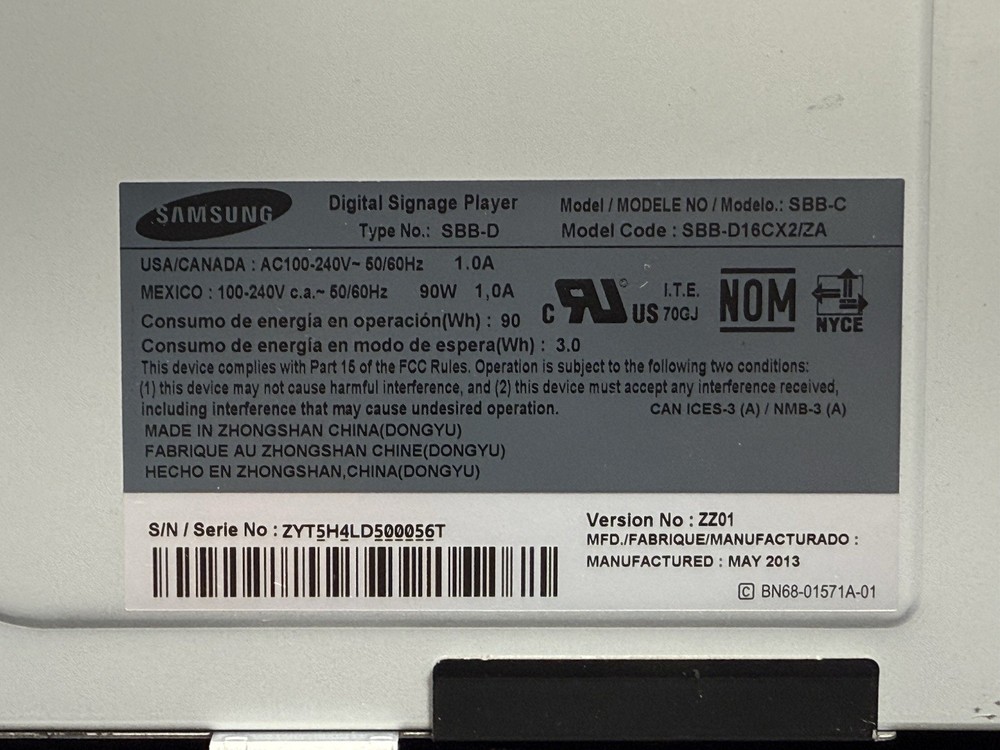 SAMSUNG
Digital Signage Player
Type No.: SBB-D
Model / MODELE NO / Modelo.: SBB-C
Model Code : SBB-D16CX2/ZA
USA/CANADA : AC100-240V~ 50/60Hz 1.0A
MEXICO : 100-240V c.a.~ 50/60Hz 90W 1,0A
Consumo de energía en operación(Wh) : 90
Consumo de energía en modo de espera(Wh) : 3.0
C RU US I.T.E. 70GJ
NOM
NYCE
This device complies with Part 15 of the FCC Rules. Operation is subject to the following two conditions:
(1) this device may not cause harmful interference, and (2) this device must accept any interference received,
including interference that may cause undesired operation. CAN ICES-3 (A) / NMB-3 (A)
MADE IN ZHONGSHAN CHINA(DONGYU)
FABRIQUE AU ZHONGSHAN CHINE(DONGYU)
HECHO EN ZHONGSHAN,CHINA(DONGYU)
S/N / Serie No : ZYT5H4LD500056T
Version No : ZZ01
MFD./FABRIQUE/MANUFACTURADO :
MANUFACTURED : MAY 2013
C BN68-01571A-01